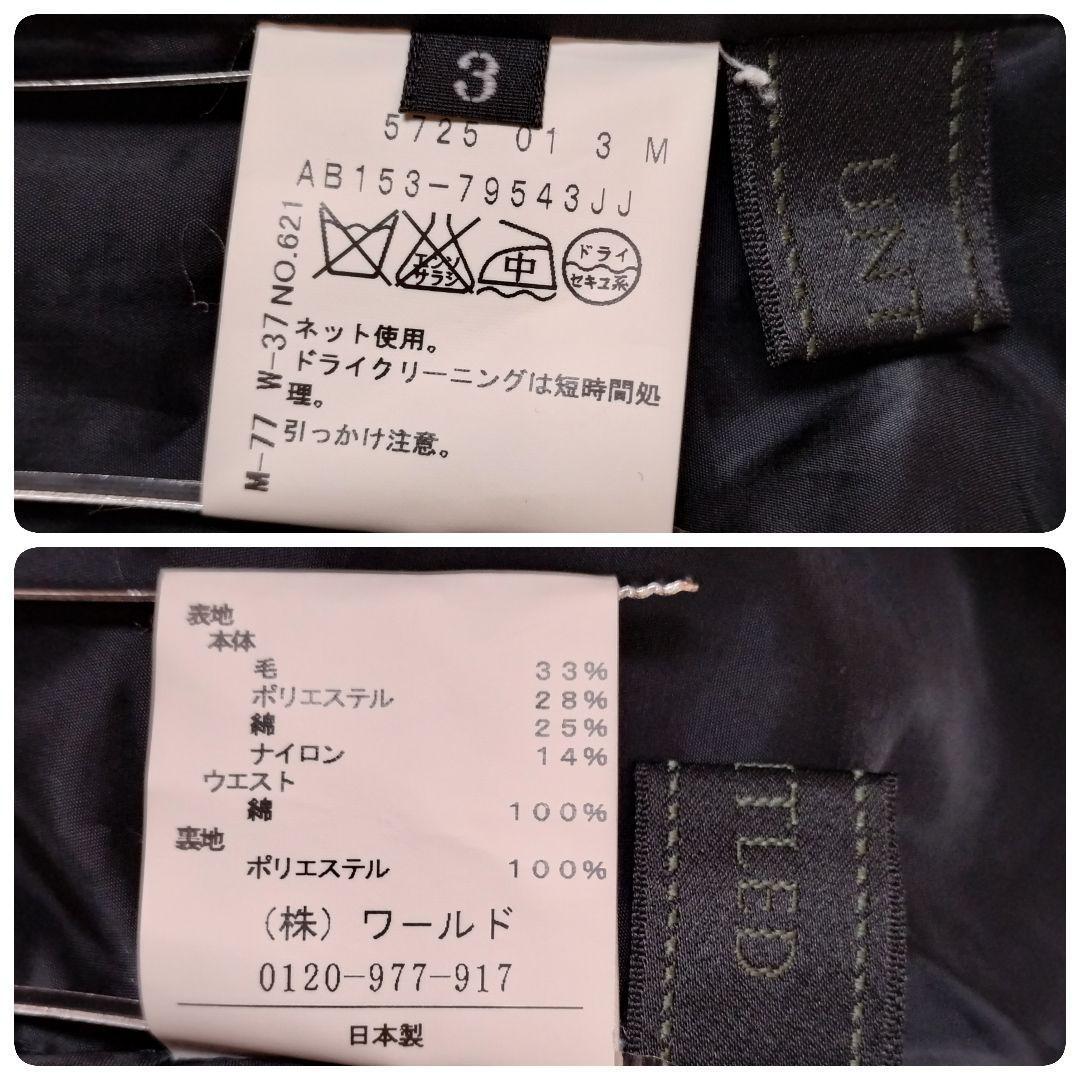 3
5725 01 3 M
AB153-79543JJ
エンソ
サラシ
中
ドライ
セキユ系
ネット使用。
ドライクリーニングは短時間処
理。
引っかけ注意。
M-77 W-37NO.621
UNT
表地
本体
毛 33%
ポリエステル 28%
綿 25%
ナイロン 14%
ウエスト
綿 100%
裏地
ポリエステル 100%
(株) ワールド
0120-977-917
日本製
TITLED